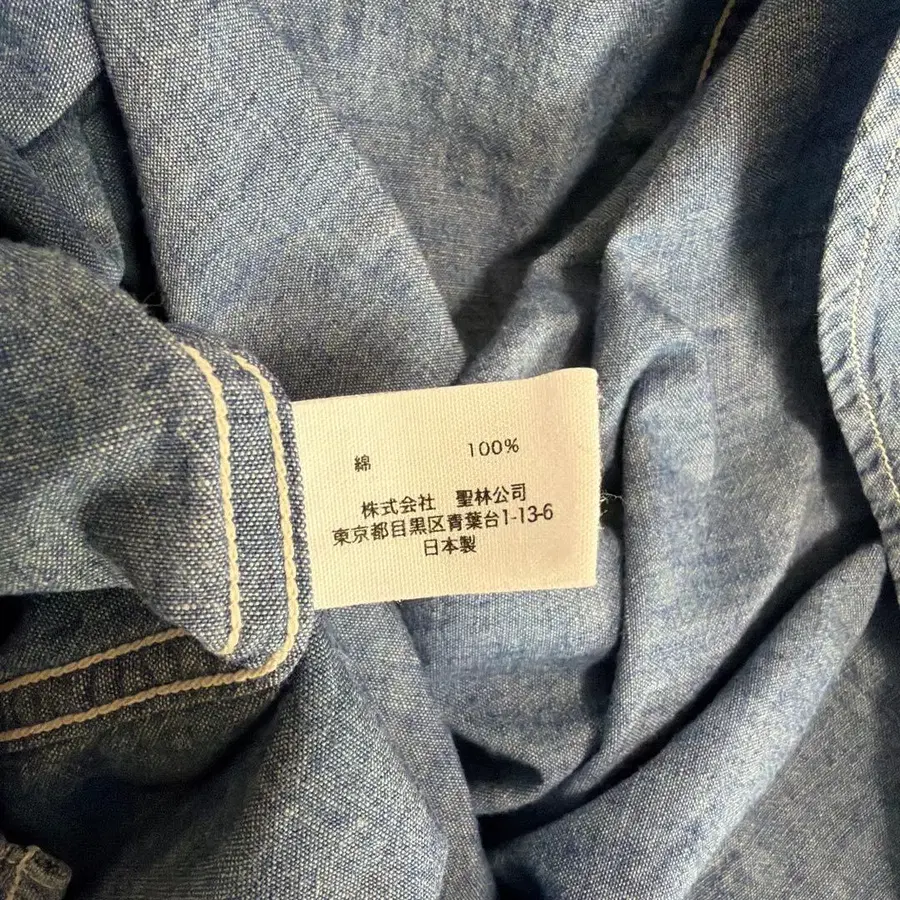 綿 100%
株式会社 聖林公司
東京都目黒区青葉台1-13-6
日本製